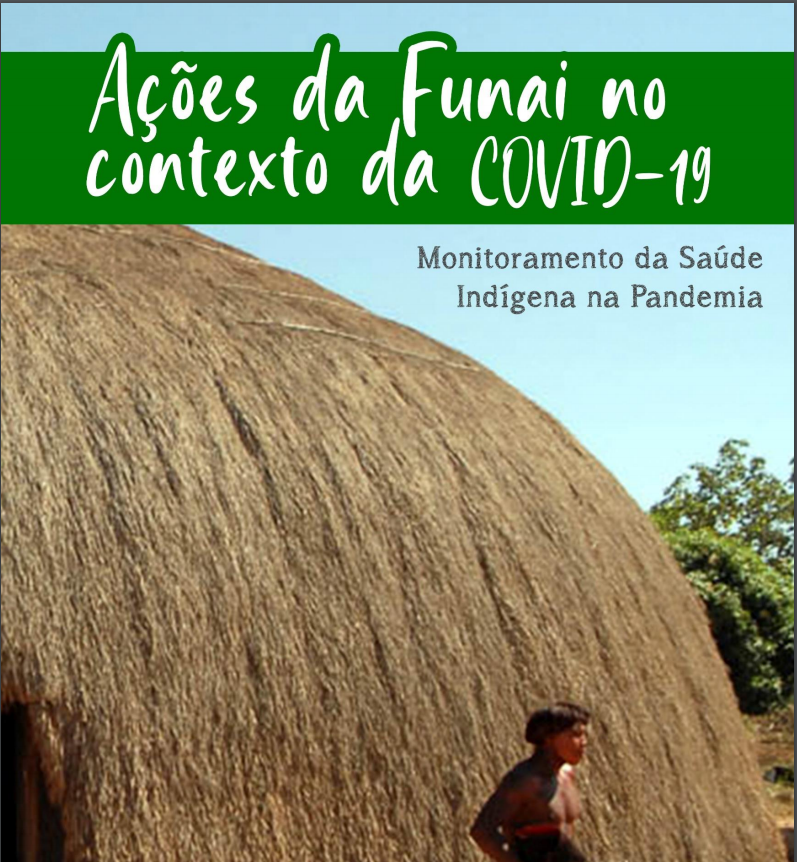 Ações da Funai no
contexto da COVID-19
Monitoramento da Saúde
Indígena na Pandemia